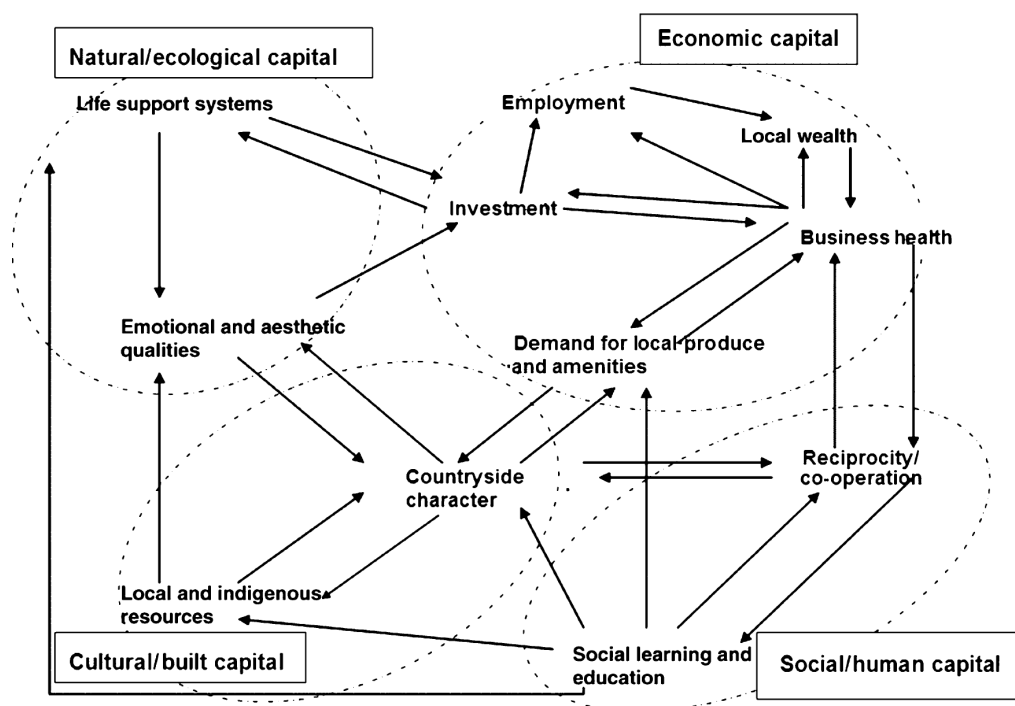 Natural/ecological capital
Economic capital
Life support systems
Employment
Local wealth
Investment
Business health
Emotional and aesthetic
qualities
Demand for local produce
and amenities
Countryside
character
Reciprocity/
co-operation
Local and indigenous
resources
Social learning and
education
Cultural/built capital
Social/human capital